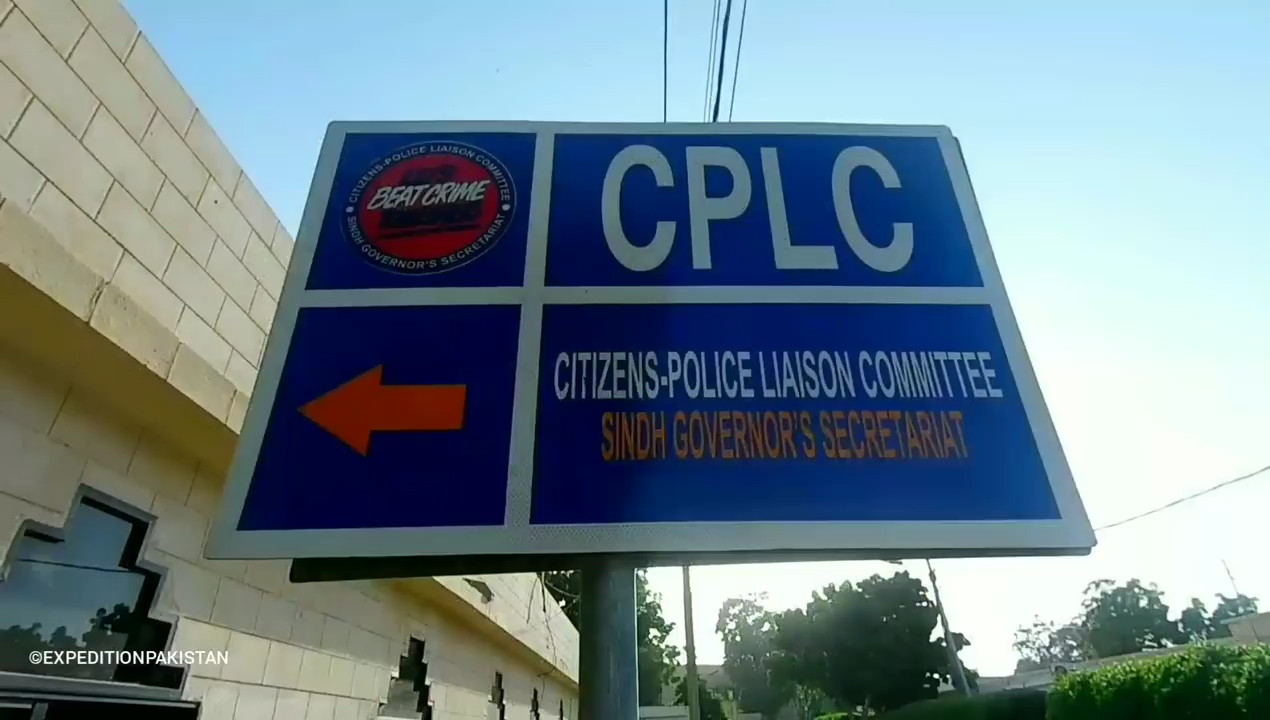 CITIZENS-POLICE LIAISON COMMITTEE
BEAT CRIME
SINDH GOVERNOR'S SECRETARIAT
CPLC
CITIZENS-POLICE LIAISON COMMITTEE
SINDH GOVERNOR'S SECRETARIAT
©EXPEDITIONPAKISTAN